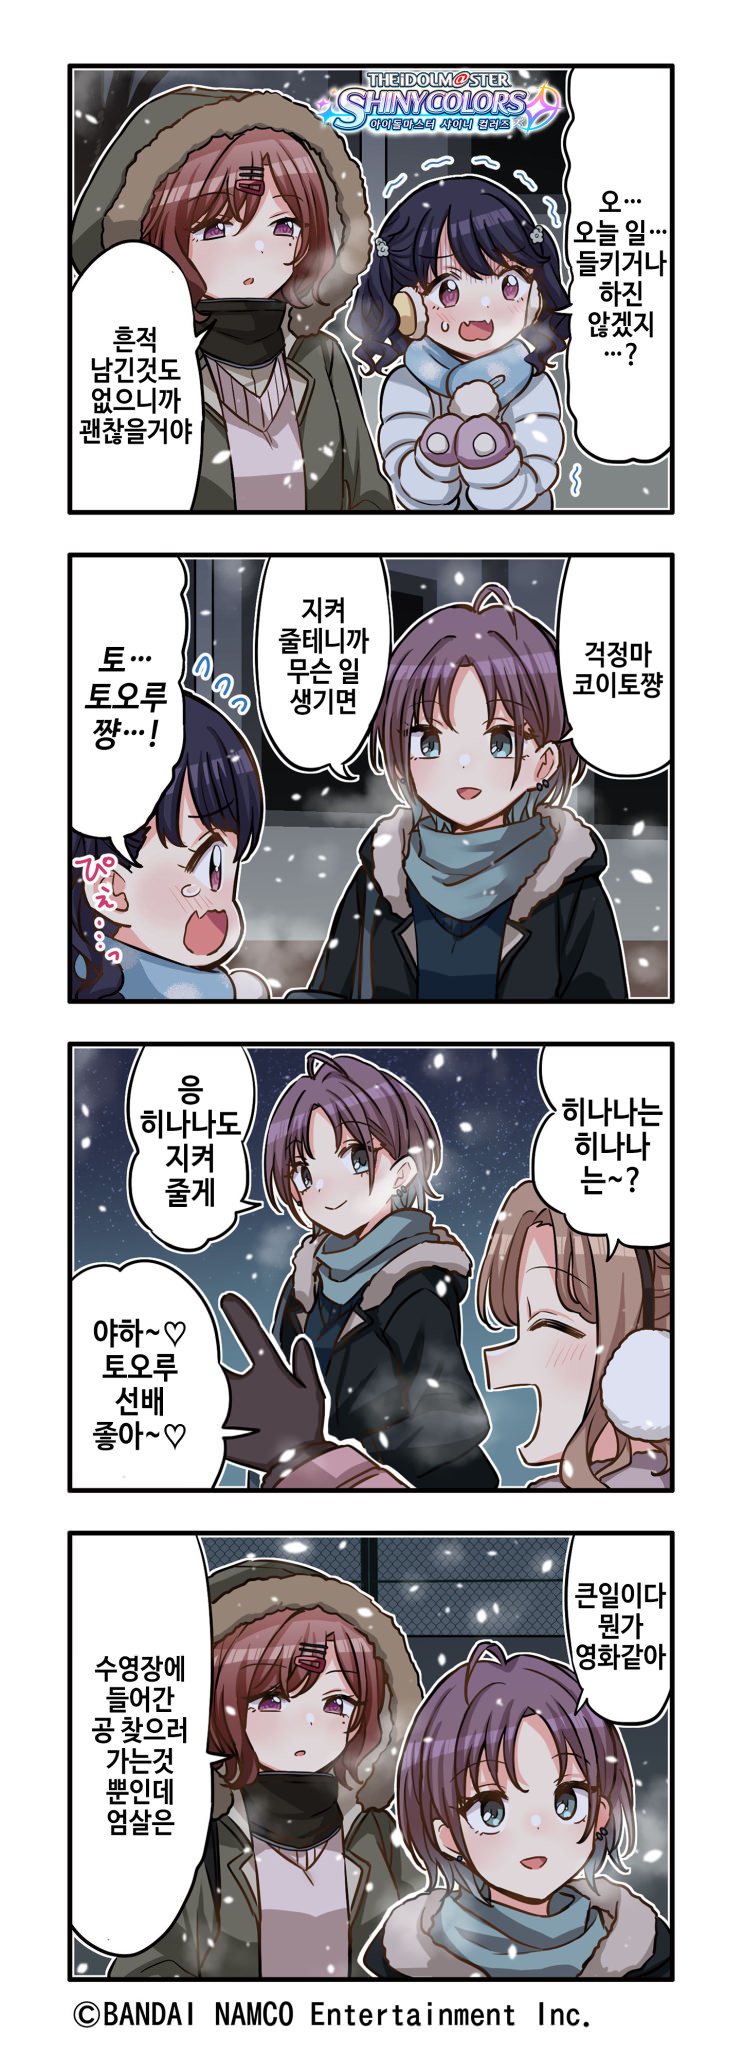 THE iDOLM@STER
SHINY COLORS
아이돌마스터 샤이니 컬러즈
오…
오늘 일…
들키거나
하진
않겠지
…?
흔적
남긴것도
없으니까
괜찮을거야
걱정마
코이토쨩
지켜
줄테니까
무슨 일
생기면
토…
토오루
쨩…!
ぴぇ…
히나나는
히나나
는~?
응
히나나도
지켜
줄게
야하~♡
토오루
선배
좋아~♡
큰일이다
뭔가
영화같아
수영장에
들어간
공 찾으러
가는것
뿐인데
엄살은
©BANDAI NAMCO Entertainment Inc.